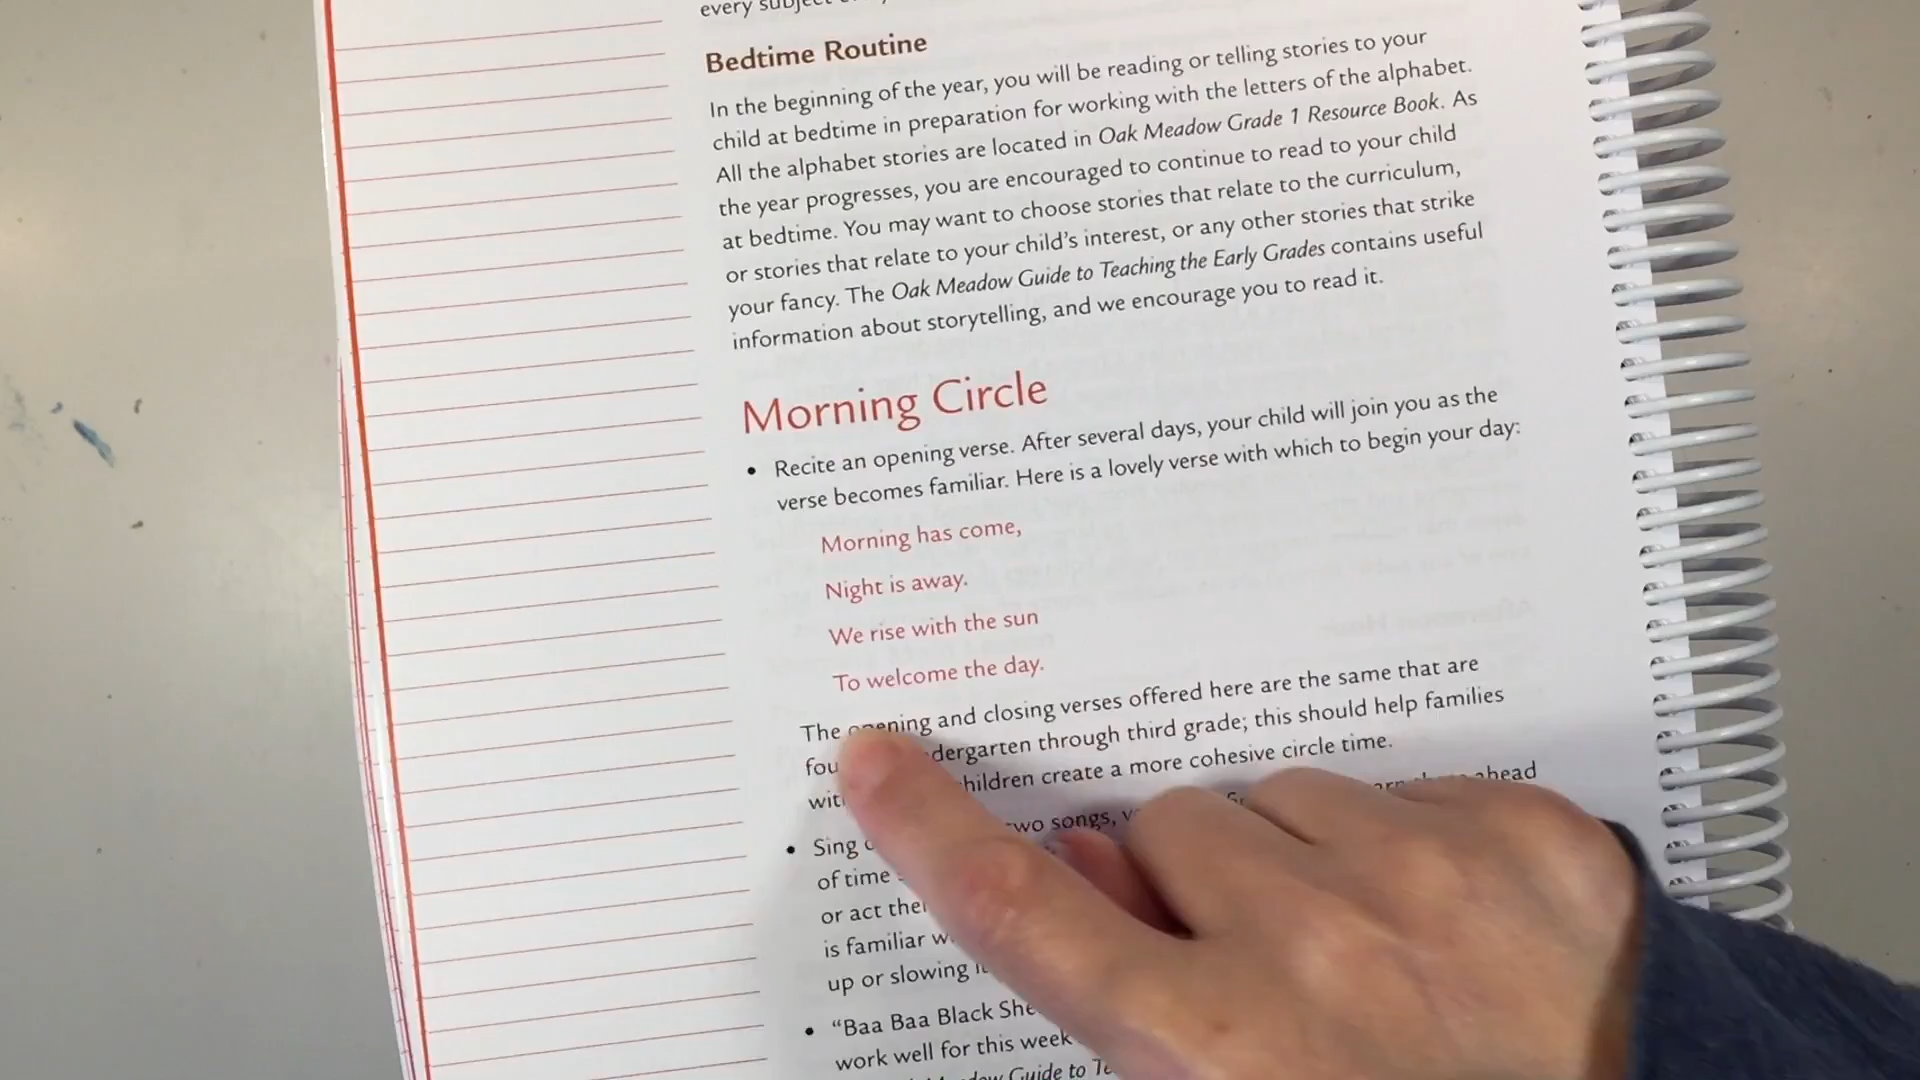 every subject
Bedtime Routine
In the beginning of the year, you will be reading or telling stories to your
child at bedtime in preparation for working with the letters of the alphabet.
All the alphabet stories are located in Oak Meadow Grade 1 Resource Book. As
the year progresses, you are encouraged to continue to read to your child
at bedtime. You may want to choose stories that relate to the curriculum,
or stories that relate to your child's interest, or any other stories that strike
your fancy. The Oak Meadow Guide to Teaching the Early Grades contains useful
information about storytelling, and we encourage you to read it.
Morning Circle
• Recite an opening verse. After several days, your child will join you as the
verse becomes familiar. Here is a lovely verse with which to begin your day:
Morning has come,
Night is away.
We rise with the sun
To welcome the day.
The opening and closing verses offered here are the same that are
dergarten through third grade; this should help families
children create a more cohesive circle time.
• Sing two songs, ahead
of time
or act
is familiar
up or slowing
• "Baa Baa Black
work well for this week
Guide to